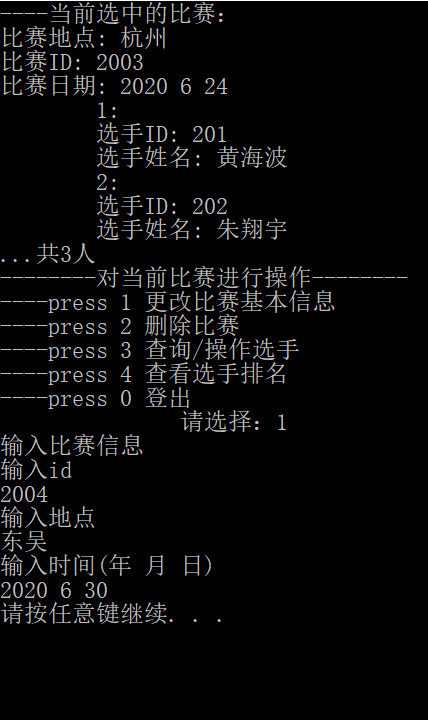 ----当前选中的比赛:
比赛地点: 杭州
比赛ID: 2003
比赛日期: 2020 6 24
1:
选手ID: 201
选手姓名: 黄海波
2:
选手ID: 202
选手姓名: 朱翔宇
...共3人
--------对当前比赛进行操作--------
----press 1 更改比赛基本信息
----press 2 删除比赛
----press 3 查询/操作选手
----press 4 查看选手排名
----press 0 登出
请选择: 1
输入比赛信息
输入id
2004
输入地点
东吴
输入时间(年 月 日)
2020 6 30
请按任意键继续. . .